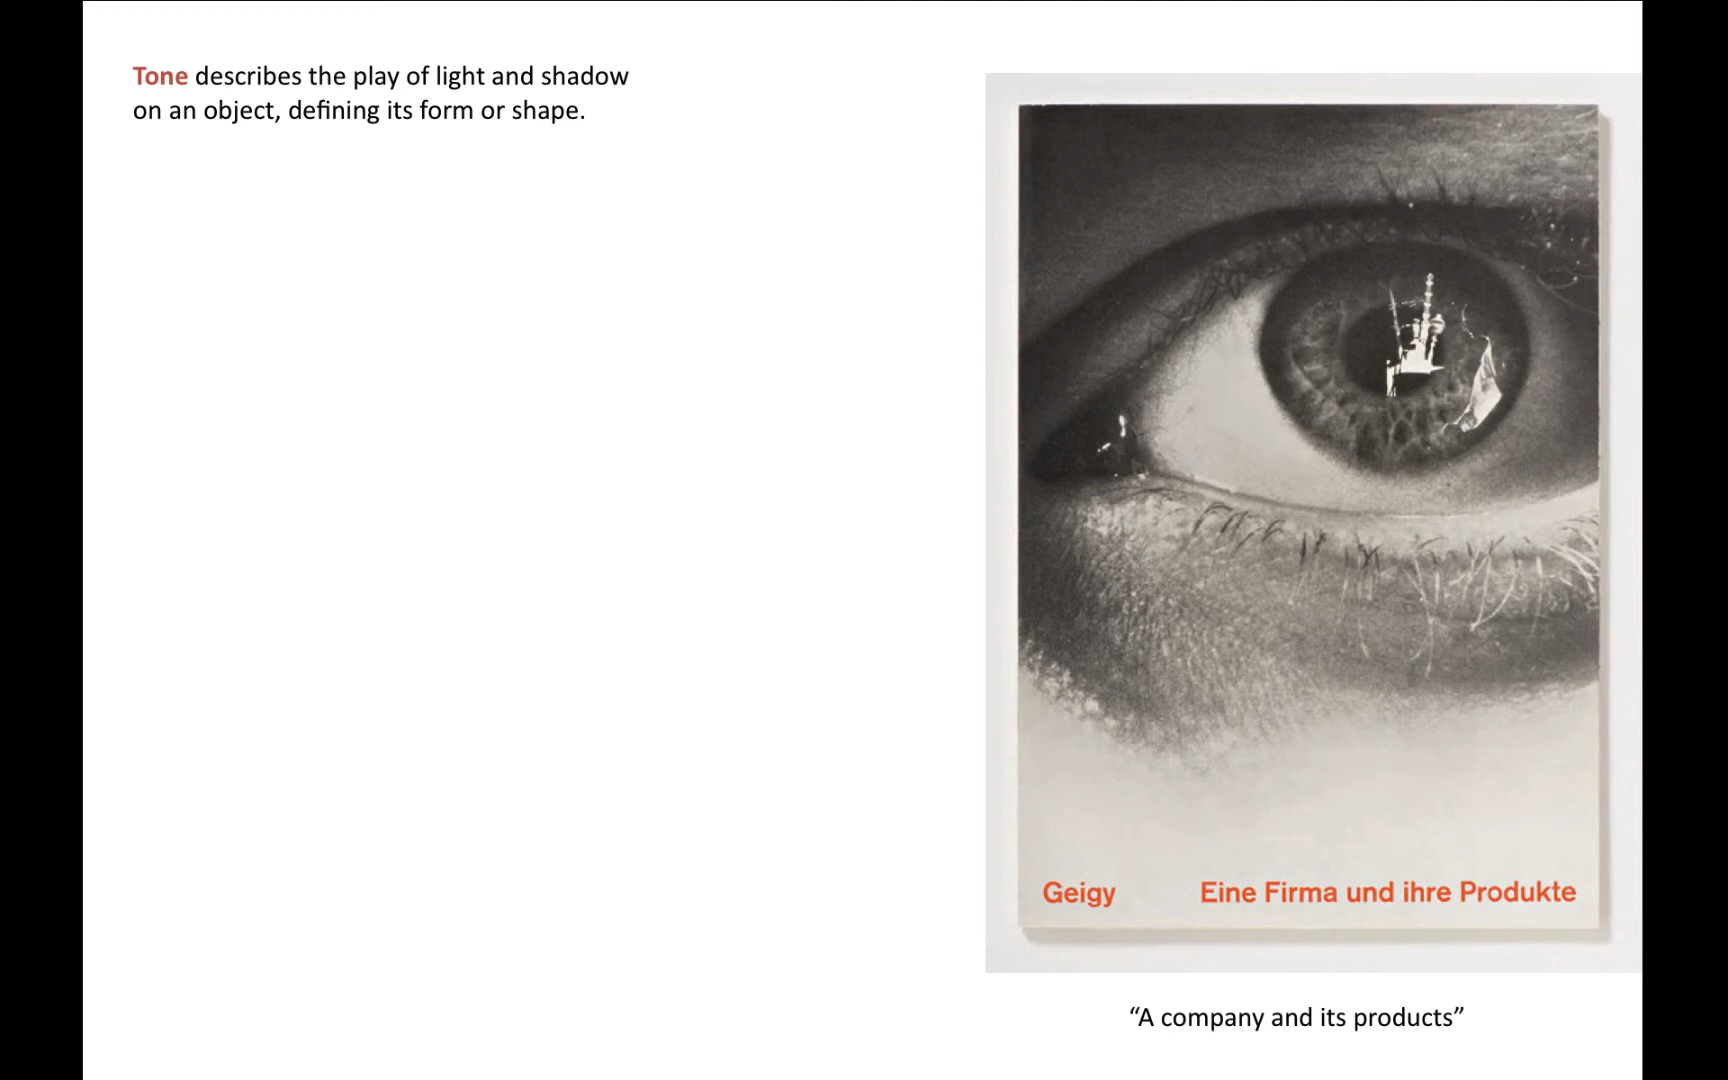 Tone describes the play of light and shadow
on an object, defining its form or shape.
Geigy Eine Firma und ihre Produkte
“A company and its products”